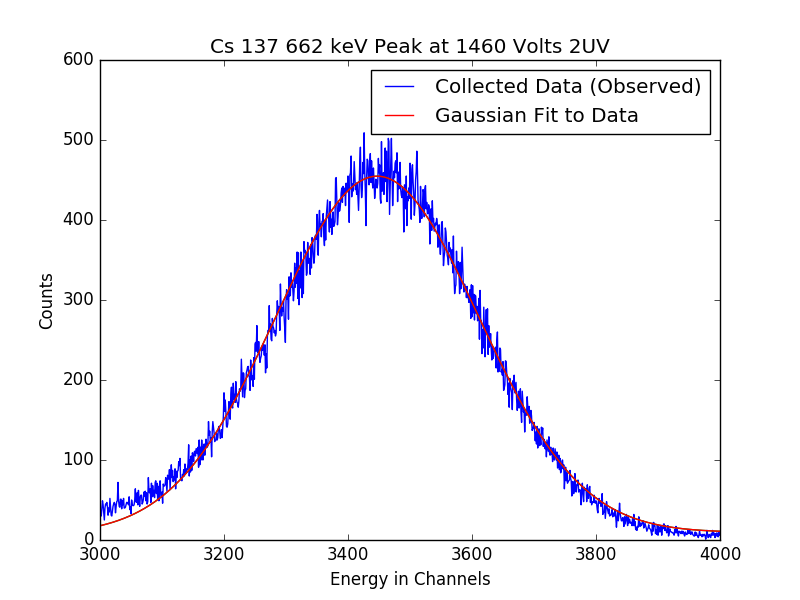 Cs 137 662 keV Peak at 1460 Volts 2UV
600
500
400
300
200
100
0
Counts
Collected Data (Observed)
Gaussian Fit to Data
3000 3200 3400 3600 3800 4000
Energy in Channels